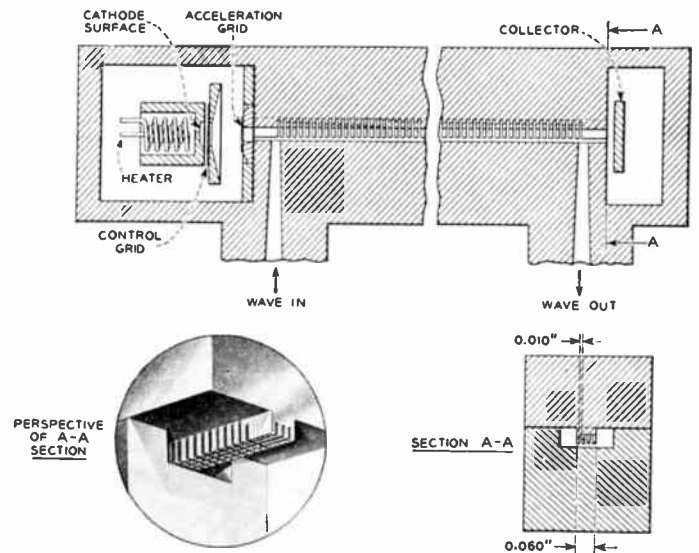 CATHODE
SURFACE
ACCELERATION
GRID
COLLECTOR
A
HEATER
CONTROL
GRID
A
WAVE IN
WAVE OUT
0.010"
PERSPECTIVE
OF A-A
SECTION
SECTION A-A
0.060"